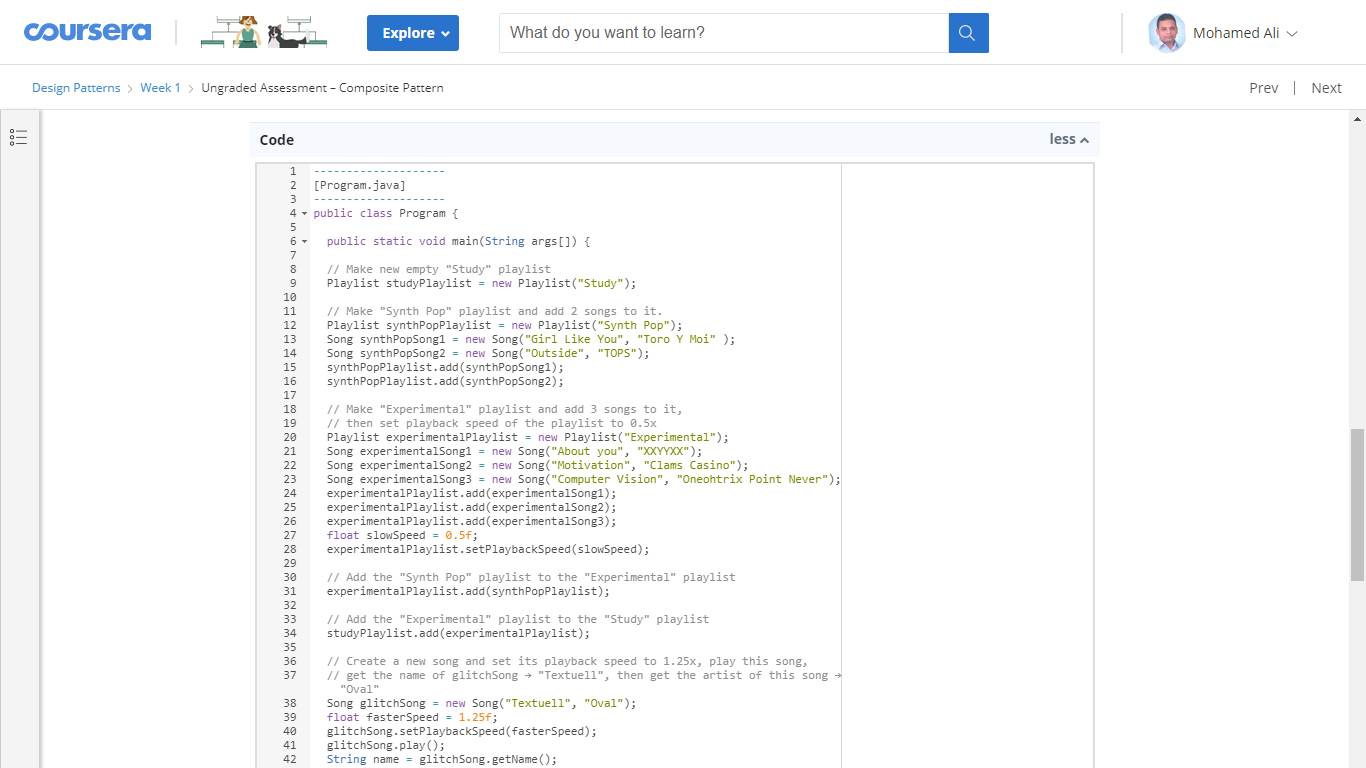 coursera
Explore
What do you want to learn?
Mohamed Ali
Design Patterns > Week 1 > Ungraded Assessment – Composite Pattern
Prev | Next
Code
less
1 --------------------
2 [Program.java]
3 --------------------
4 public class Program {
5
6 public static void main(String args[]) {
7
8 // Make new empty "Study" playlist
9 Playlist studyPlaylist = new Playlist("Study");
10
11 // Make "Synth Pop" playlist and add 2 songs to it.
12 Playlist synthPopPlaylist = new Playlist("Synth Pop");
13 Song synthPopSong1 = new Song("Girl Like You", "Toro Y Moi" );
14 Song synthPopSong2 = new Song("Outside", "TOPS");
15 synthPopPlaylist.add(synthPopSong1);
16 synthPopPlaylist.add(synthPopSong2);
17
18 // Make "Experimental" playlist and add 3 songs to it,
19 // then set playback speed of the playlist to 0.5x
20 Playlist experimentalPlaylist = new Playlist("Experimental");
21 Song experimentalSong1 = new Song("About you", "XXYYXX");
22 Song experimentalSong2 = new Song("Motivation", "Clams Casino");
23 Song experimentalSong3 = new Song("Computer Vision", "Oneohtrix Point Never");
24 experimentalPlaylist.add(experimentalSong1);
25 experimentalPlaylist.add(experimentalSong2);
26 experimentalPlaylist.add(experimentalSong3);
27 float slowSpeed = 0.5f;
28 experimentalPlaylist.setPlaybackSpeed(slowSpeed);
29
30 // Add the "Synth Pop" playlist to the "Experimental" playlist
31 experimentalPlaylist.add(synthPopPlaylist);
32
33 // Add the "Experimental" playlist to the "Study" playlist
34 studyPlaylist.add(experimentalPlaylist);
35
36 // Create a new song and set its playback speed to 1.25x, play this song,
37 // get the name of glitchSong → "Textuell", then get the artist of this song →
"Oval"
38 Song glitchSong = new Song("Textuell", "Oval");
39 float fasterSpeed = 1.25f;
40 glitchSong.setPlaybackSpeed(fasterSpeed);
41 glitchSong.play();
42 String name = glitchSong.getName();